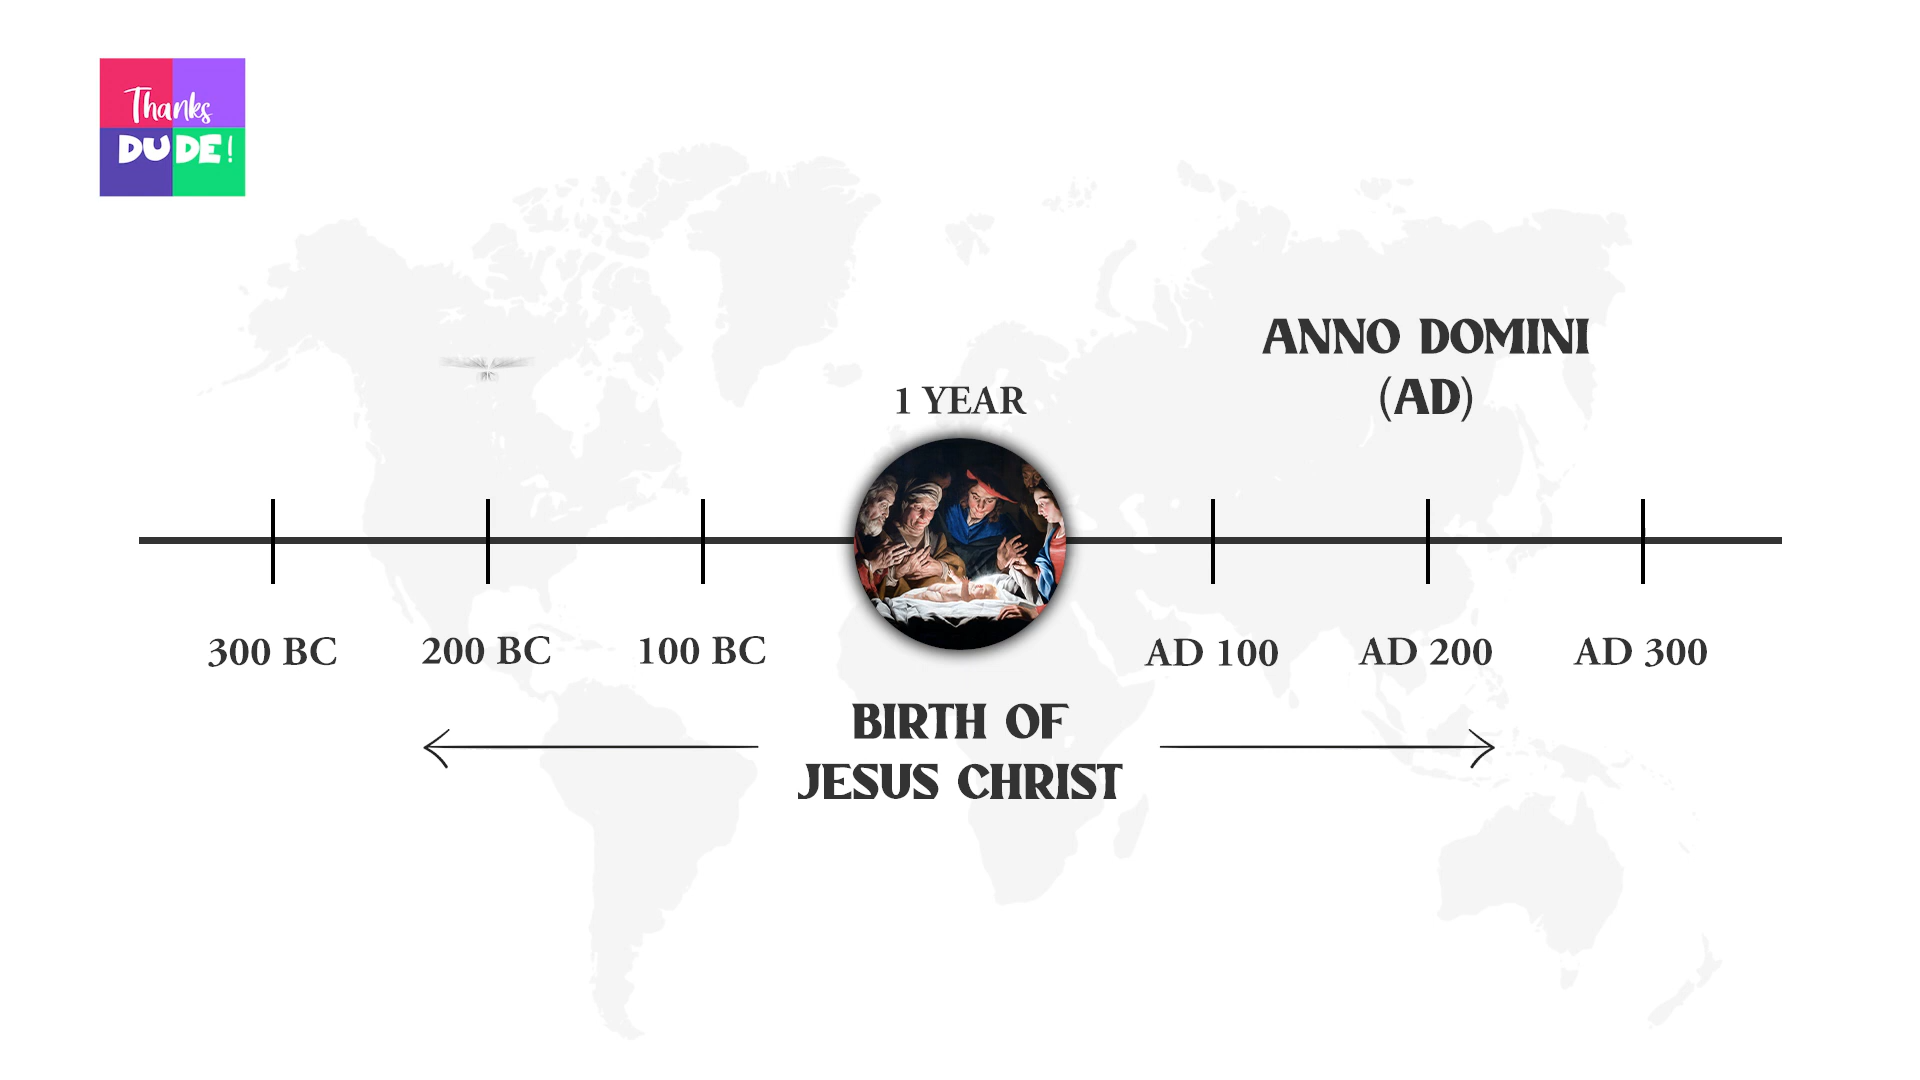 Thanks
DUDE!
ANNO DOMINI
(AD)
1 YEAR
300 BC
200 BC
100 BC
AD 100
AD 200
AD 300
BIRTH OF
JESUS CHRIST